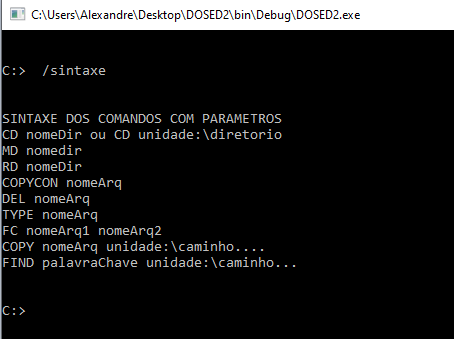 C:\Users\Alexandre\Desktop\DOSED2\bin\Debug\DOSED2.exe
C:> /sintaxe
SINTAXE DOS COMANDOS COM PARAMETROS
CD nomeDir ou CD unidade:\diretorio
MD nomedir
RD nomeDir
COPYCON nomeArq
DEL nomeArq
TYPE nomeArq
FC nomeArq1 nomeArq2
COPY nomeArq unidade:\caminho....
FIND palavraChave unidade:\caminho...
C:>